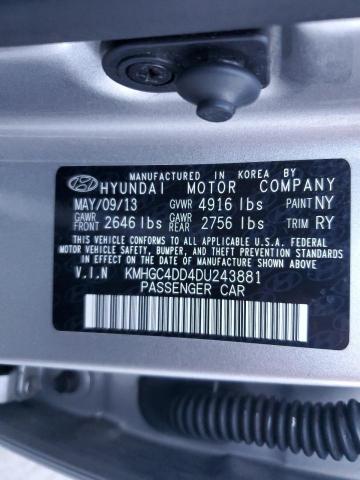 MANUFACTURED IN KOREA BY
HYUNDAI MOTOR COMPANY
MAY/09/13 GVWR 4916 lbs PAINT NY
GAWR FRONT 2646 lbs GAWR REAR 2756 lbs TRIM RY
THIS VEHICLE CONFORMS TO ALL APPLICABLE U.S.A. FEDERAL
MOTOR VEHICLE SAFETY, BUMPER, AND THEFT PREVENTION
STANDARDS IN EFFECT ON THE DATE OF MANUFACTURE SHOWN ABOVE.
V.I.N KMHGC4DD4DU243881
PASSENGER CAR